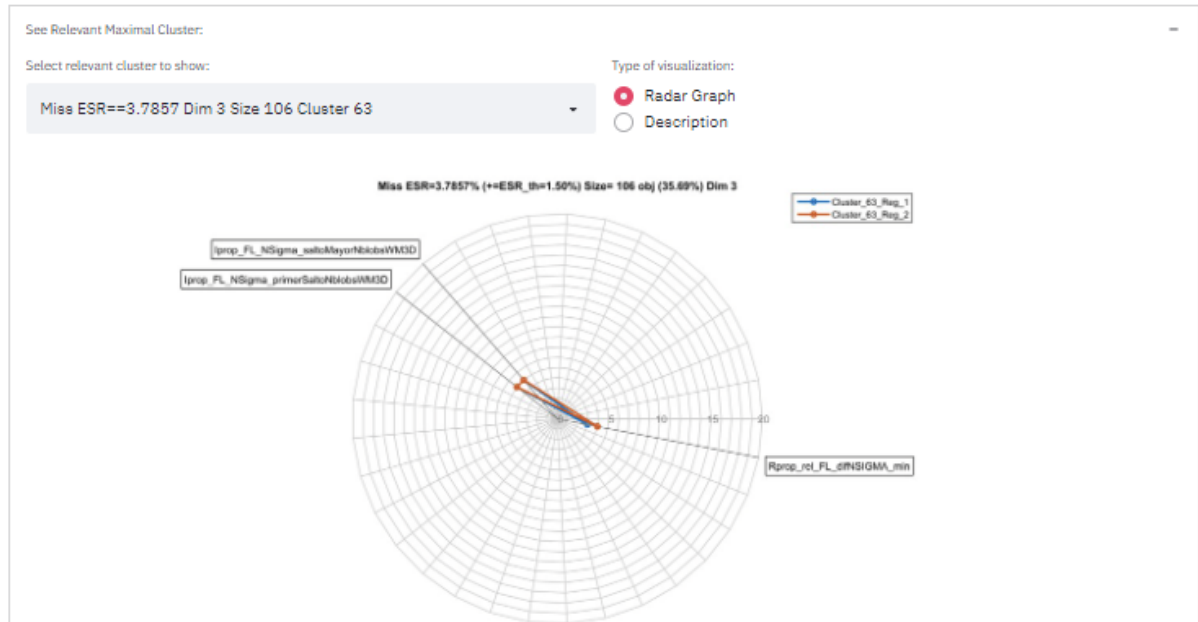 See Relevant Maximal Cluster:
Select relevant cluster to show:
Type of visualization:
Miss ESR==3.7857 Dim 3 Size 106 Cluster 63
Radar Graph
Description
Miss ESR=3.7857% (+=ESR_th=1.50%) Size= 106 obj (35.69%) Dim 3
Cluster_63_Reg_1
Cluster_63_Reg_2
Iprop_FL_NSigma_saltoMayorNblobsWM3D
Iprop_FL_NSigma_primerSaltoNblobsWM3D
0 5 10 15 20
Rprop_rel_FL_difNSIGMA_min